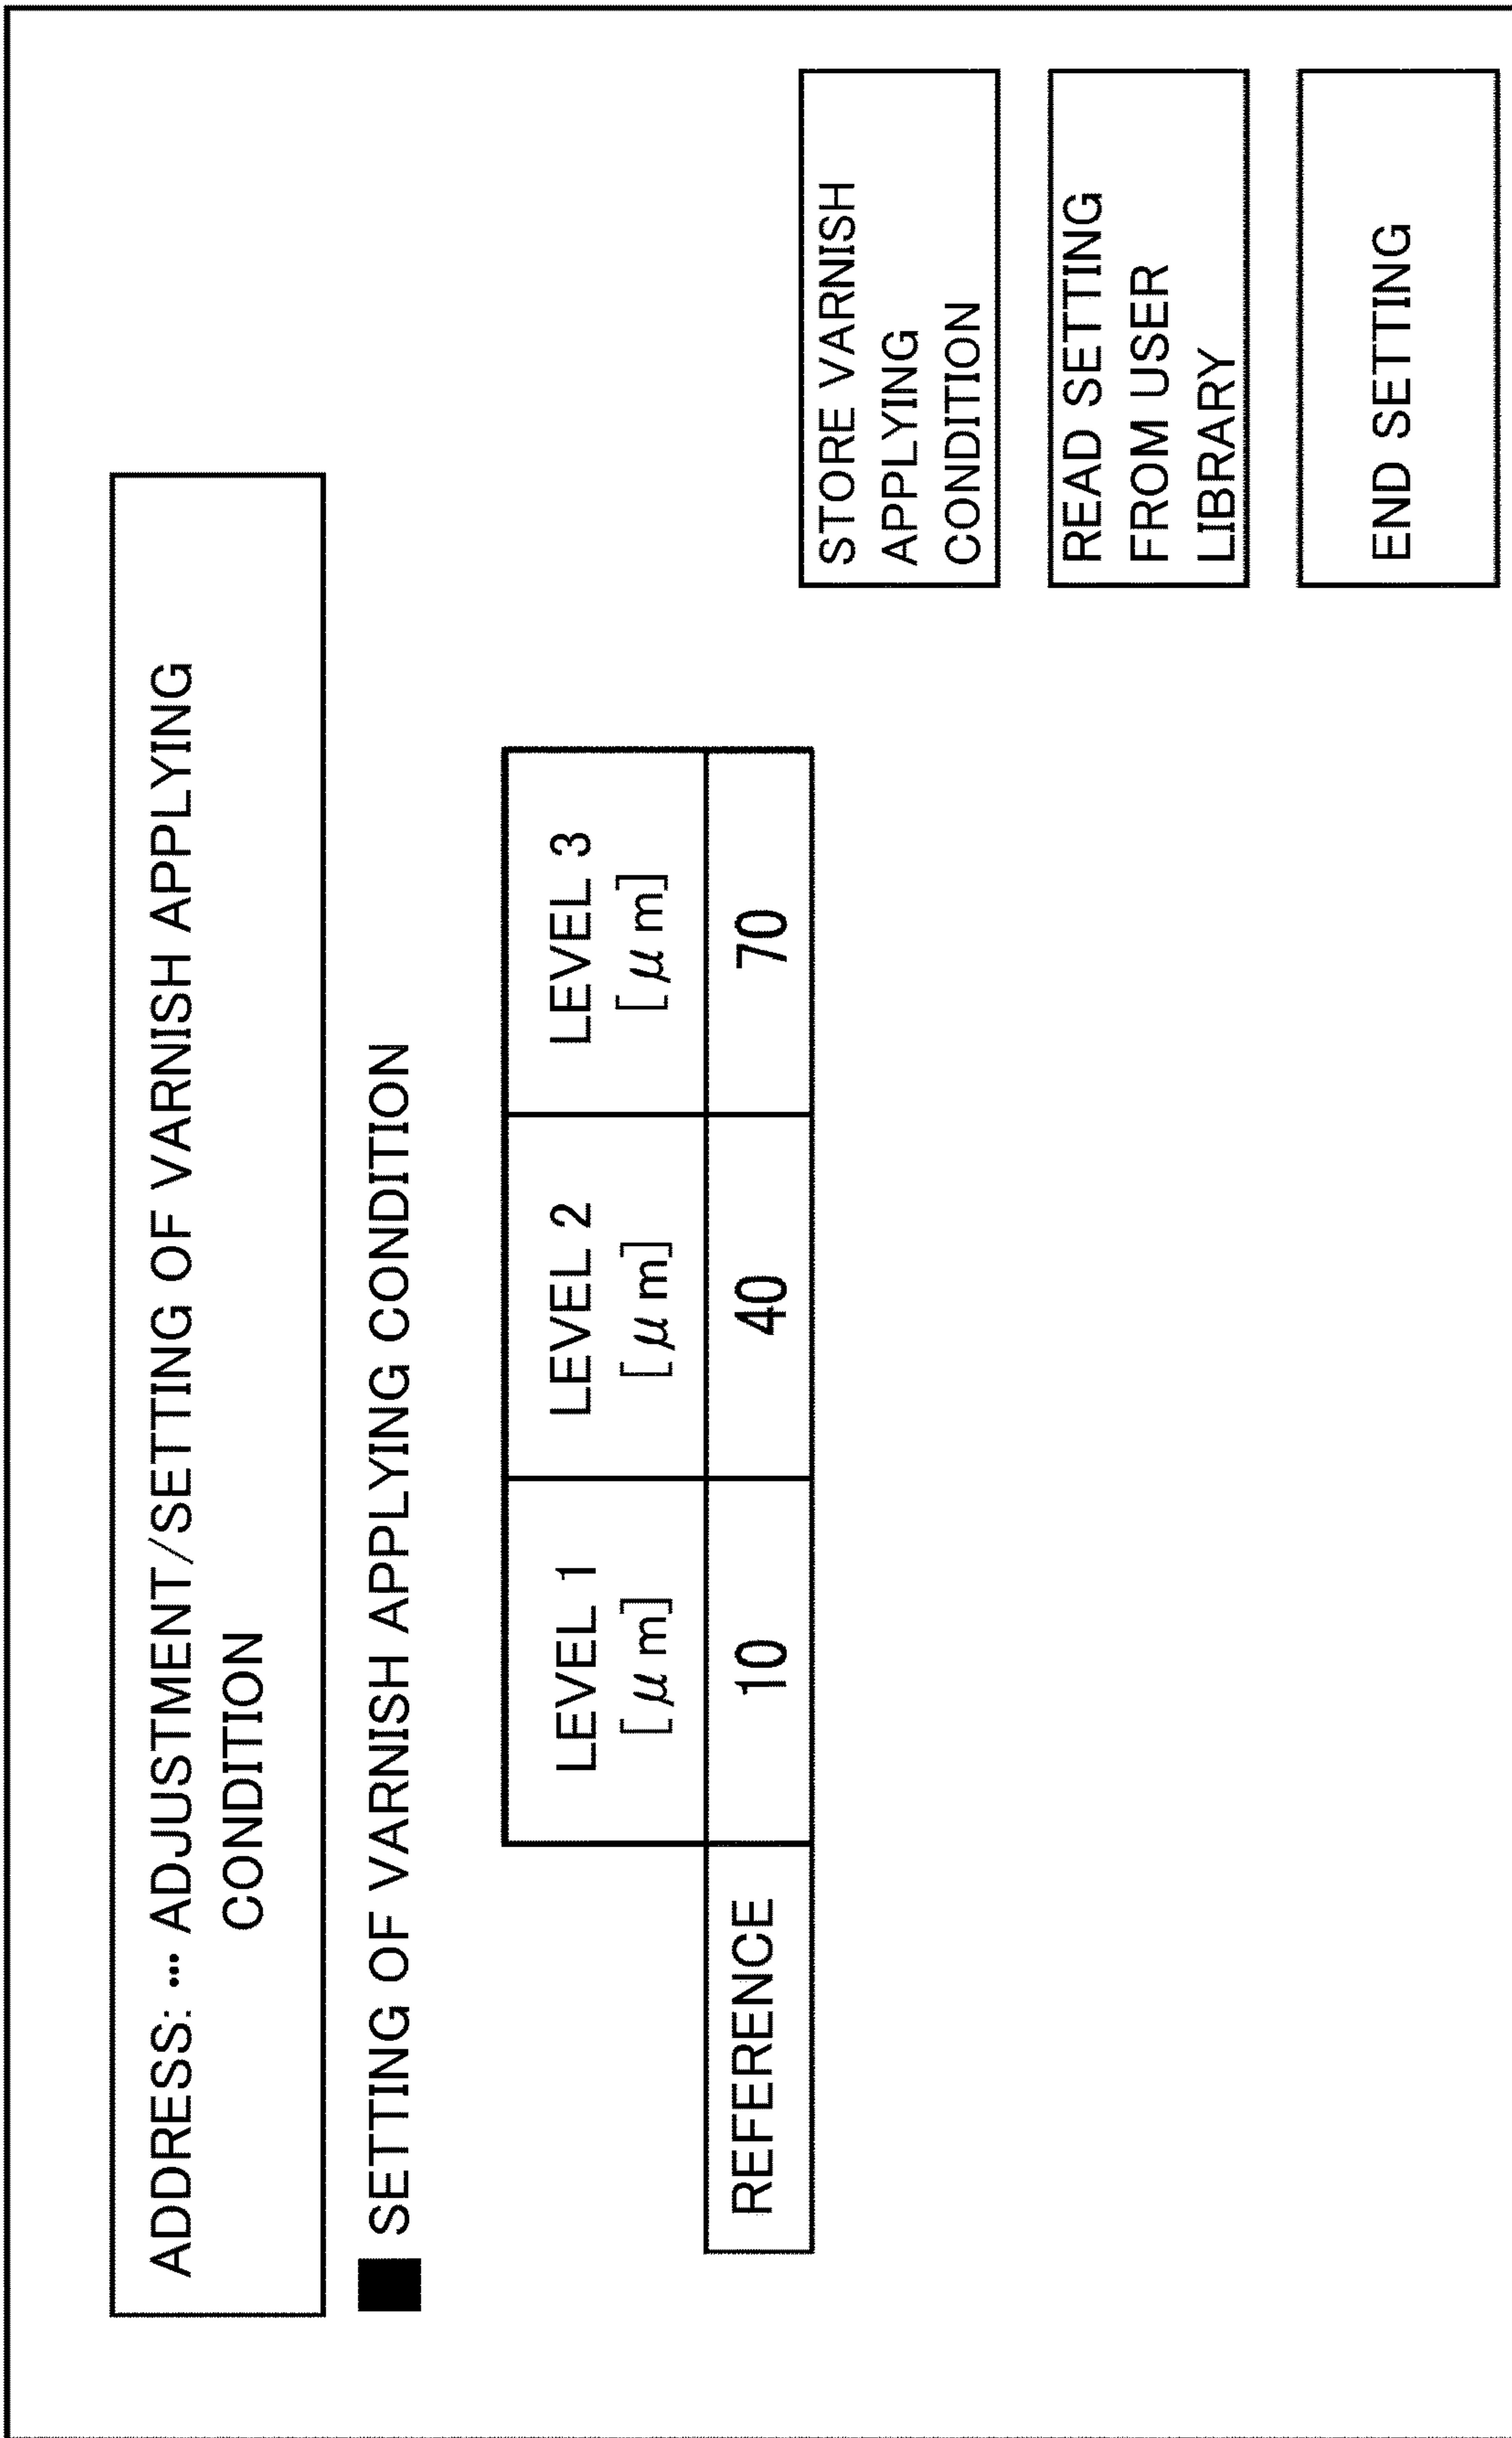 ADDRESS: ··· ADJUSTMENT/SETTING OF VARNISH APPLYING
CONDITION
■ SETTING OF VARNISH APPLYING CONDITION
LEVEL 1
[μm]
LEVEL 2
[μm]
LEVEL 3
[μm]
REFERENCE
10
40
70
STORE VARNISH
APPLYING
CONDITION
READ SETTING
FROM USER
LIBRARY
END SETTING